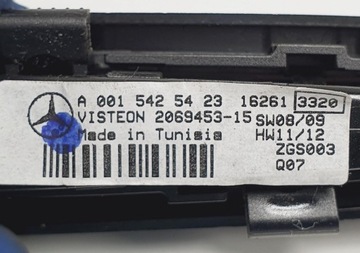 A 001 542 54 23 16261 3320
VISTEON 2069453-15 SW08/09
Made in Tunisia HW11/12
ZGS003
Q07